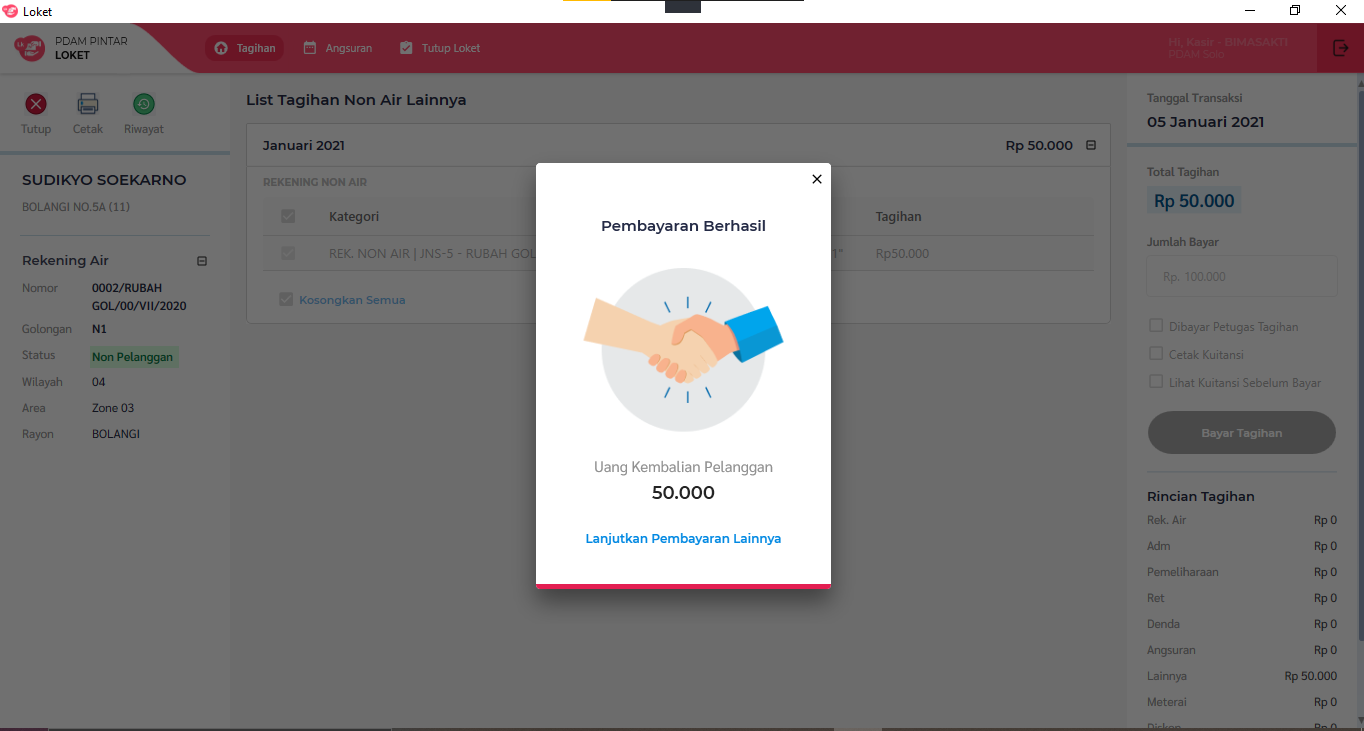 Loket
PDAM PINTAR
LOKET
Tagihan
Angsuran
Tutup Loket
Hi, Kasir - BIMASAKTI
PDAM Solo
Tutup
Cetak
Riwayat
SUDIKYO SOEKARNO
BOLANGI NO.5A (11)
Rekening Air
Nomor 0002/RUBAH
GOL/00/VII/2020
Golongan N1
Status Non Pelanggan
Wilayah 04
Area Zone 03
Rayon BOLANGI
List Tagihan Non Air Lainnya
Januari 2021 Rp 50.000
REKENING NON AIR
Kategori Tagihan
REK. NON AIR | JNS-5 - RUBAH GOL 1" Rp50.000
Kosongkan Semua
Pembayaran Berhasil
Uang Kembalian Pelanggan
50.000
Lanjutkan Pembayaran Lainnya
Tanggal Transaksi
05 Januari 2021
Total Tagihan
Rp 50.000
Jumlah Bayar
Rp. 100.000
Dibayar Petugas Tagihan
Cetak Kuitansi
Lihat Kuitansi Sebelum Bayar
Bayar Tagihan
Rincian Tagihan
Rek. Air Rp 0
Adm Rp 0
Pemeliharaan Rp 0
Ret Rp 0
Denda Rp 0
Angsuran Rp 0
Lainnya Rp 50.000
Meterai Rp 0
Diskon Rp 0